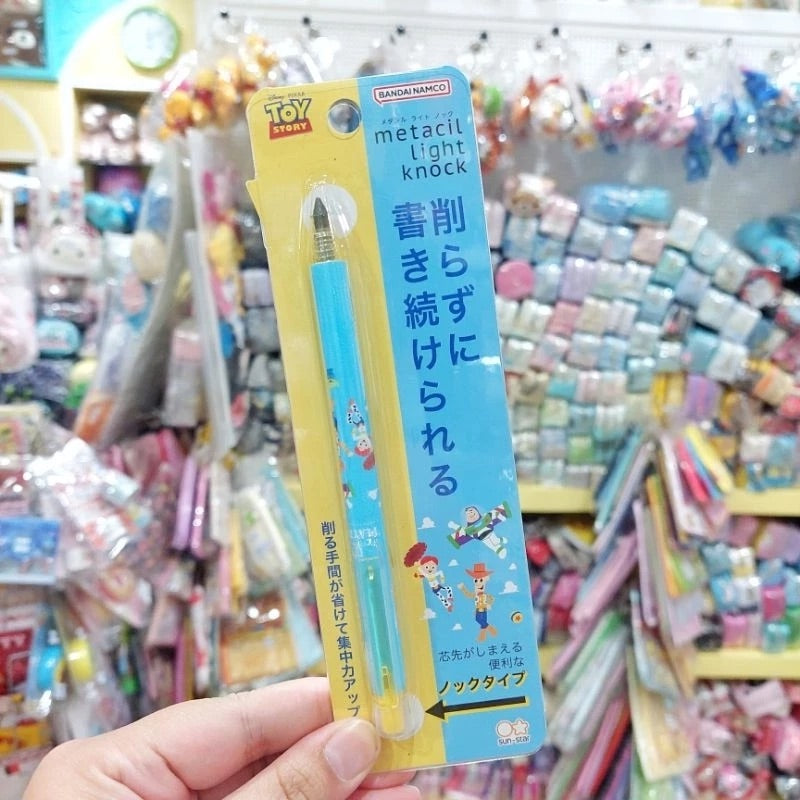 Disney・PIXAR
TOY
STORY
BANDAI NAMCO
メタシル ライト ノック
metacil
light
knock
削らずに
書き続けられる
削る手間が省けて集中力アップ
芯先がしまえる
便利な
ノックタイプ
sun-star